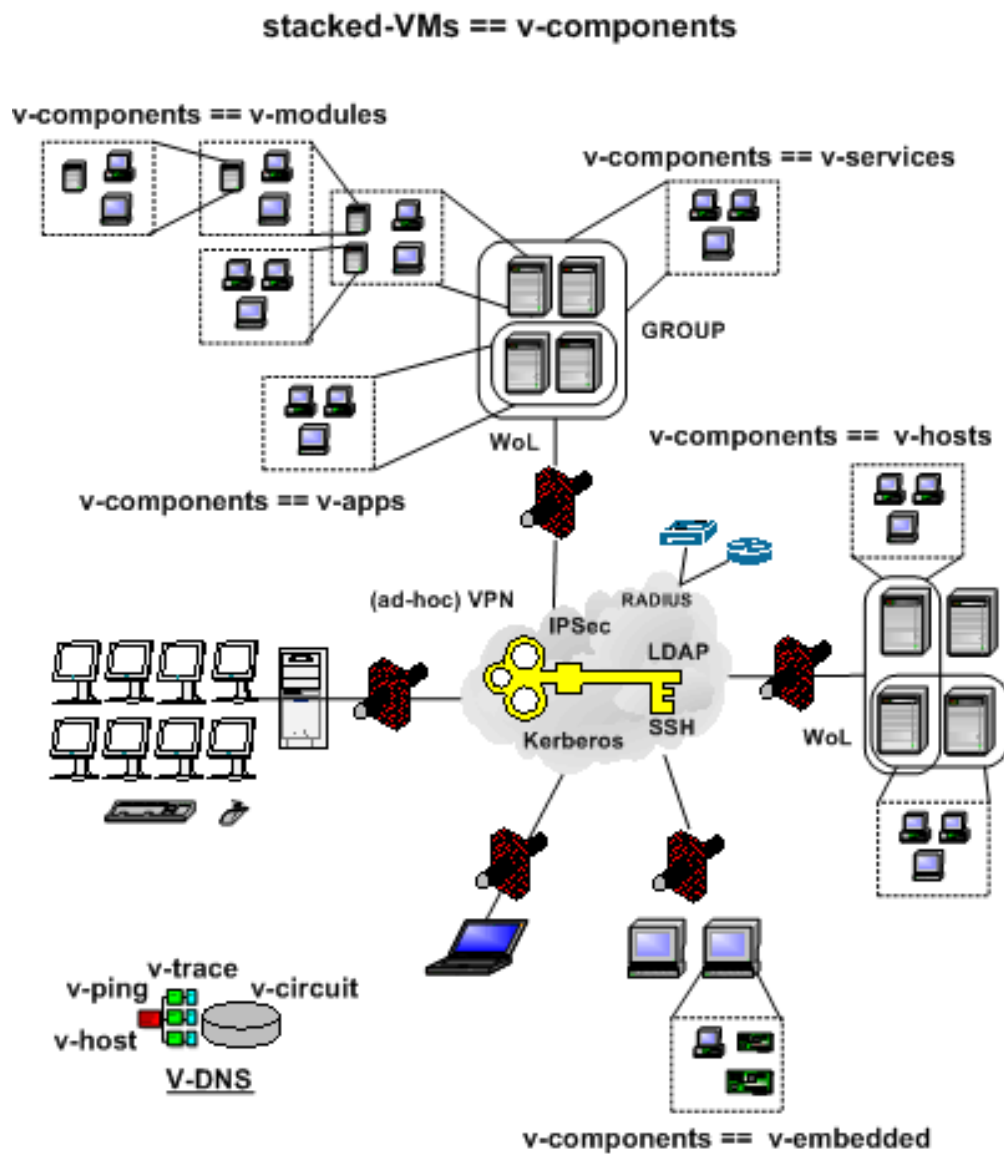 stacked-VMs == v-components
v-components == v-modules
v-components == v-services
GROUP
WoL
v-components == v-hosts
v-components == v-apps
(ad-hoc) VPN
RADIUS
IPSec
LDAP
WoL
Kerberos
SSH
v-trace
v-ping
v-circuit
v-host
V-DNS
v-components == v-embedded